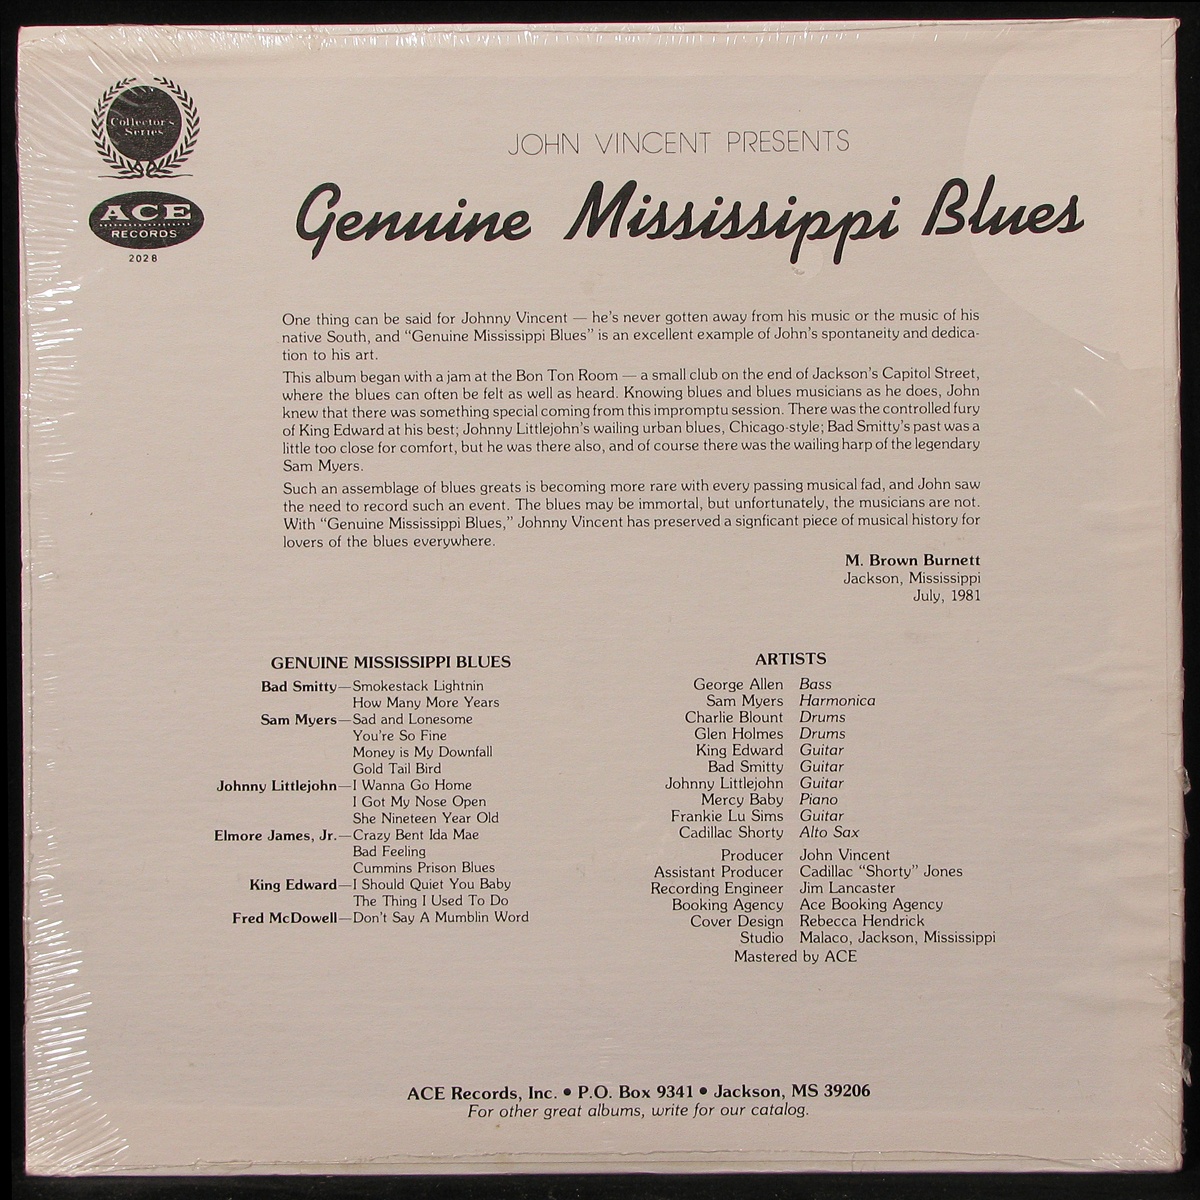 Collector's
Series
ACE
RECORDS
2028
JOHN VINCENT PRESENTS
Genuine Mississippi Blues
One thing can be said for Johnny Vincent — he's never gotten away from his music or the music of his
native South, and “Genuine Mississippi Blues” is an excellent example of John's spontaneity and dedica-
tion to his art.
This album began with a jam at the Bon Ton Room — a small club on the end of Jackson's Capitol Street,
where the blues can often be felt as well as heard. Knowing blues and blues musicians as he does, John
knew that there was something special coming from this impromptu session. There was the controlled fury
of King Edward at his best; Johnny Littlejohn's wailing urban blues, Chicago-style; Bad Smitty's past was a
little too close for comfort, but he was there also, and of course there was the wailing harp of the legendary
Sam Myers.
Such an assemblage of blues greats is becoming more rare with every passing musical fad, and John saw
the need to record such an event. The blues may be immortal, but unfortunately, the musicians are not.
With “Genuine Mississippi Blues,” Johnny Vincent has preserved a signficant piece of musical history for
lovers of the blues everywhere.
M. Brown Burnett
Jackson, Mississippi
July, 1981
GENUINE MISSISSIPPI BLUES
Bad Smitty—Smokestack Lightnin
How Many More Years
Sam Myers—Sad and Lonesome
You're So Fine
Money is My Downfall
Gold Tail Bird
Johnny Littlejohn—I Wanna Go Home
I Got My Nose Open
She Nineteen Year Old
Elmore James, Jr.—Crazy Bent Ida Mae
Bad Feeling
Cummins Prison Blues
King Edward—I Should Quiet You Baby
The Thing I Used To Do
Fred McDowell—Don't Say A Mumblin Word
ARTISTS
George Allen Bass
Sam Myers Harmonica
Charlie Blount Drums
Glen Holmes Drums
King Edward Guitar
Bad Smitty Guitar
Johnny Littlejohn Guitar
Mercy Baby Piano
Frankie Lu Sims Guitar
Cadillac Shorty Alto Sax
Producer John Vincent
Assistant Producer Cadillac “Shorty” Jones
Recording Engineer Jim Lancaster
Booking Agency Ace Booking Agency
Cover Design Rebecca Hendrick
Studio Malaco, Jackson, Mississippi
Mastered by ACE
ACE Records, Inc. • P.O. Box 9341 • Jackson, MS 39206
For other great albums, write for our catalog.